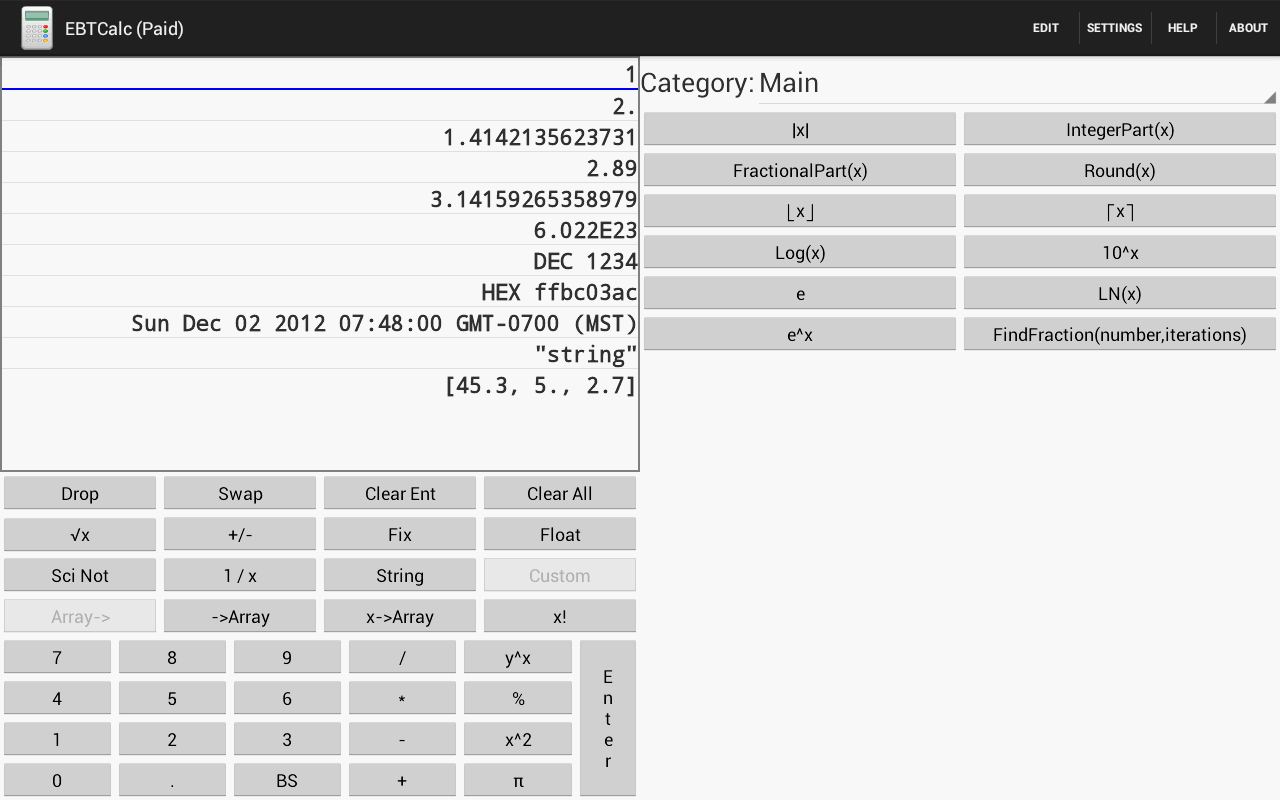 EBTCalc (Paid)
EDIT SETTINGS HELP ABOUT
1
2.
1.4142135623731
2.89
3.14159265358979
6.022E23
DEC 1234
HEX ffbc03ac
Sun Dec 02 2012 07:48:00 GMT-0700 (MST)
"string"
[45.3, 5., 2.7]
Drop Swap Clear Ent Clear All
√x +/- Fix Float
Sci Not 1 / x String Custom
Array-> ->Array x->Array x!
7 8 9 / y^x
4 5 6 * %
1 2 3 - x^2
0 . BS + π
Enter
Category: Main
|x| IntegerPart(x)
FractionalPart(x) Round(x)
⌊x⌋ ⌈x⌉
Log(x) 10^x
e LN(x)
e^x FindFraction(number,iterations)